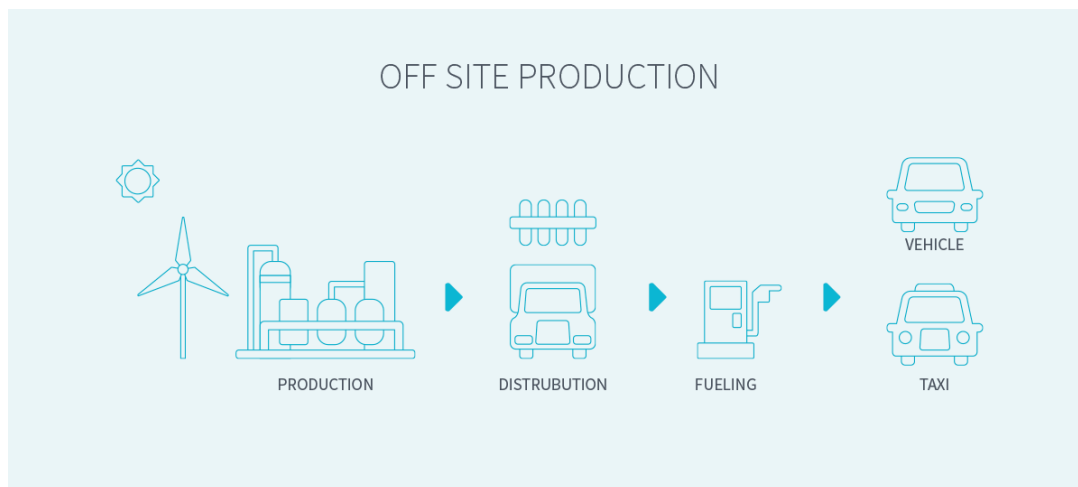 OFF SITE PRODUCTION
VEHICLE
PRODUCTION
DISTRUBUTION
FUELING
TAXI